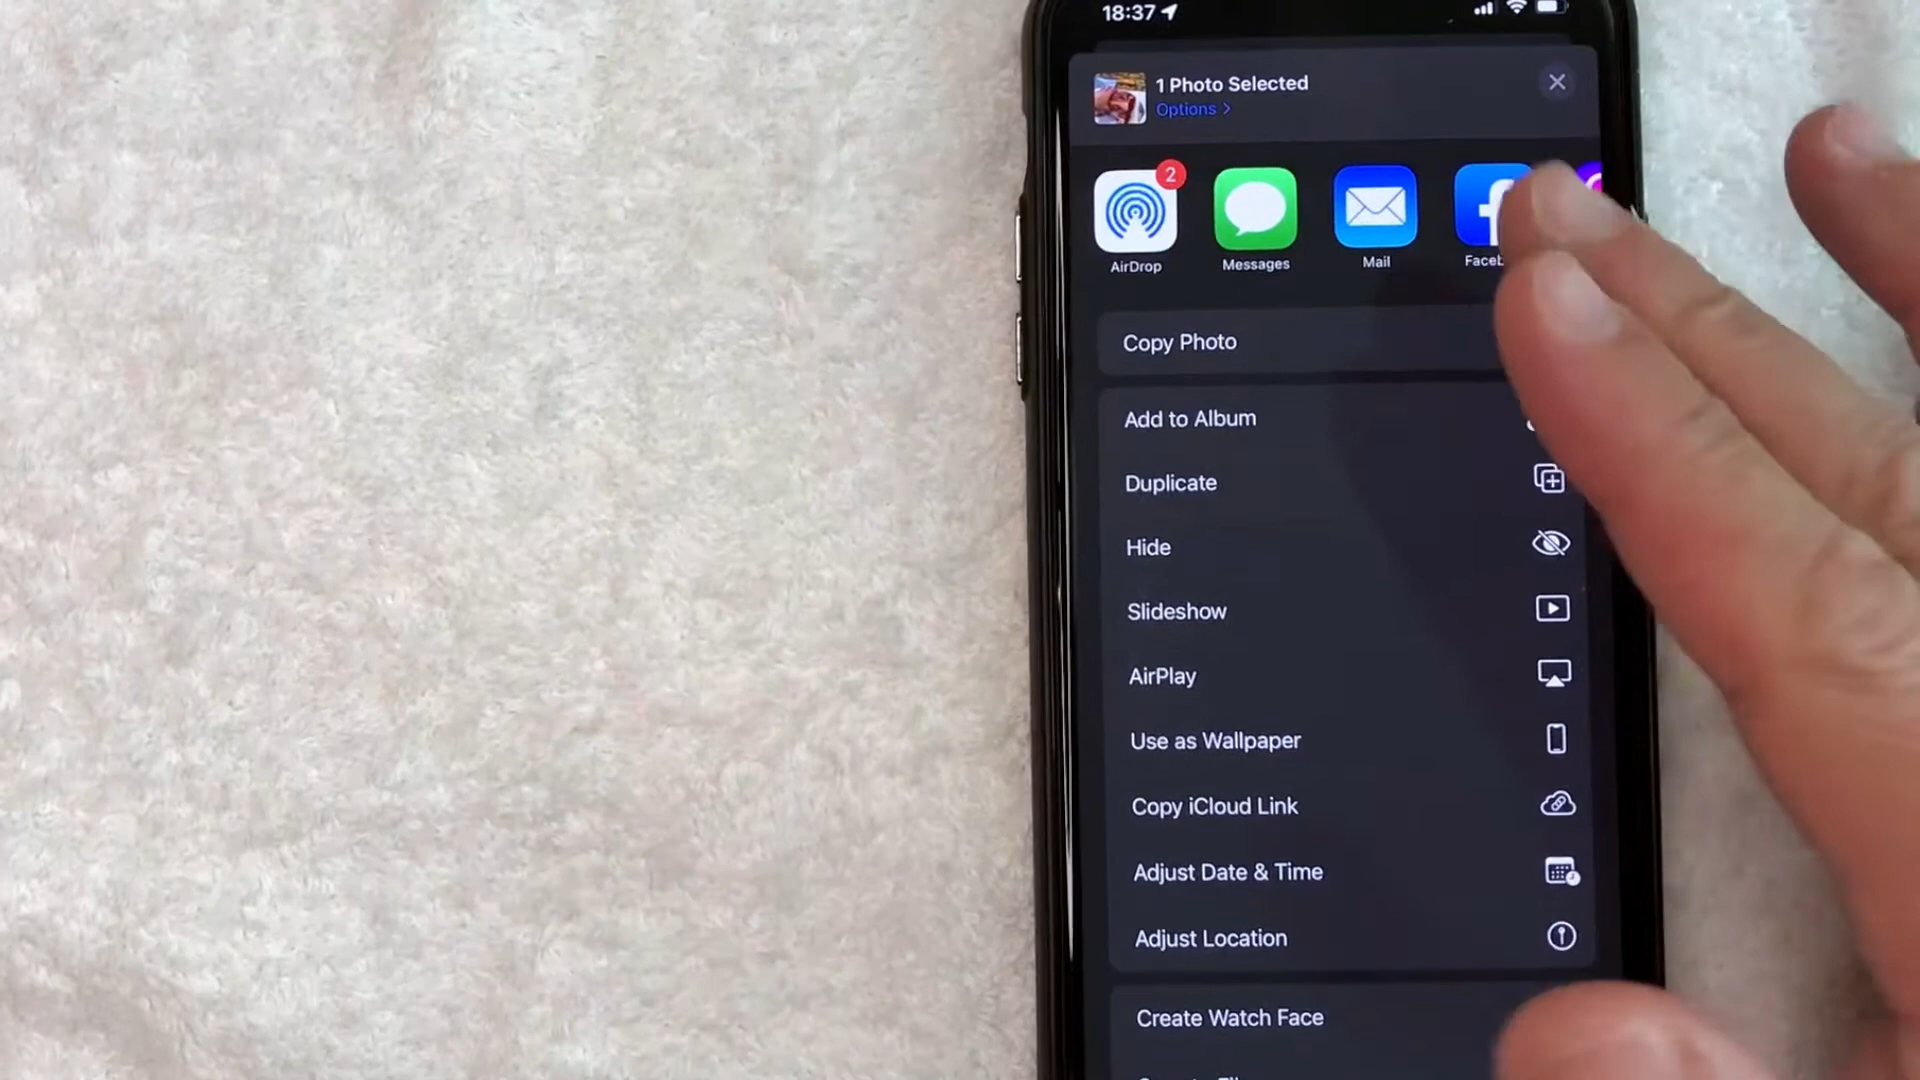 18:37
1 Photo Selected
Options >
2
AirDrop
Messages
Mail
Copy Photo
Add to Album
Duplicate
Hide
Slideshow
AirPlay
Use as Wallpaper
Copy iCloud Link
Adjust Date & Time
Adjust Location
Create Watch Face